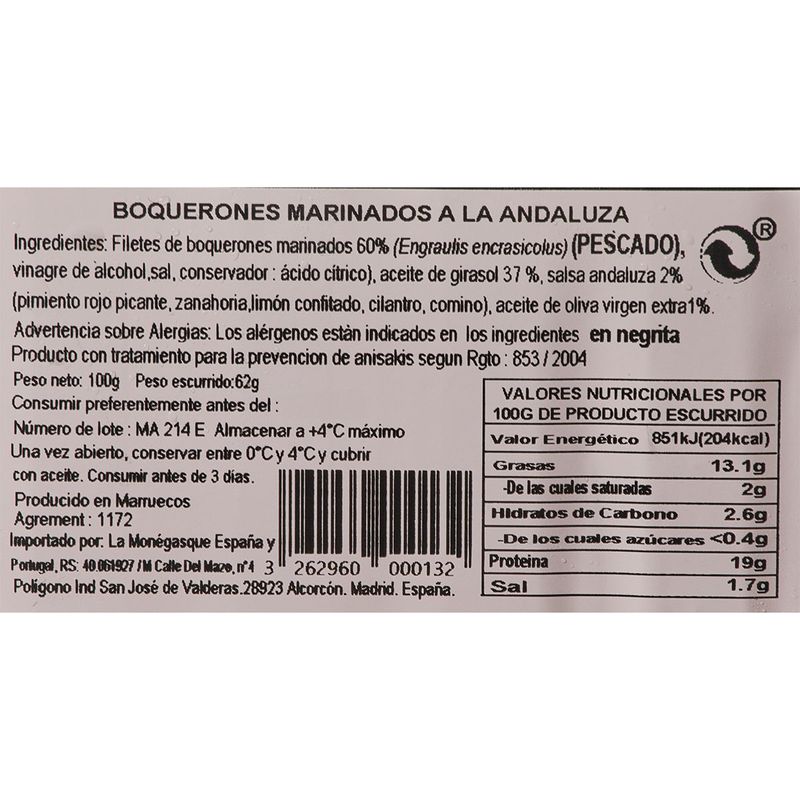 BOQUERONES MARINADOS A LA ANDALUZA
Ingredientes: Filetes de boquerones marinados 60% (Engraulis encrasicolus) (PESCADO),
vinagre de alcohol,sal, conservador : ácido cítrico), aceite de girasol 37 %, salsa andaluza 2%
(pimiento rojo picante, zanahoria,limón confitado, cilantro, comino), aceite de oliva virgen extra1%.
Advertencia sobre Alergias: Los alérgenos están indicados en los ingredientes en negrita
Producto con tratamiento para la prevencion de anisakis segun Rgto : 853 / 2004
Peso neto: 100g Peso escurrido:62g
Consumir preferentemente antes del :
Número de lote : MA 214 E Almacenar a +4°C máximo
Una vez abierto, conservar entre 0°C y 4°C y cubrir
con aceite. Consumir antes de 3 días.
Producido en Marruecos
Agrement : 1172
Importado por: La Monégasque España y
Portugal, RS: 40.061927 / M Calle Del Mazo, n°4
Poligono Ind San José de Valderas.28923 Alcorcón. Madrid. España.
3 262960 000132
VALORES NUTRICIONALES POR
100G DE PRODUCTO ESCURRIDO
Valor Energético 851kJ(204kcal)
Grasas 13.1g
-De las cuales saturadas 2g
Hidratos de Carbono 2.6g
-De los cuales azúcares <0.4g
Proteina 19g
Sal 1.7g
®